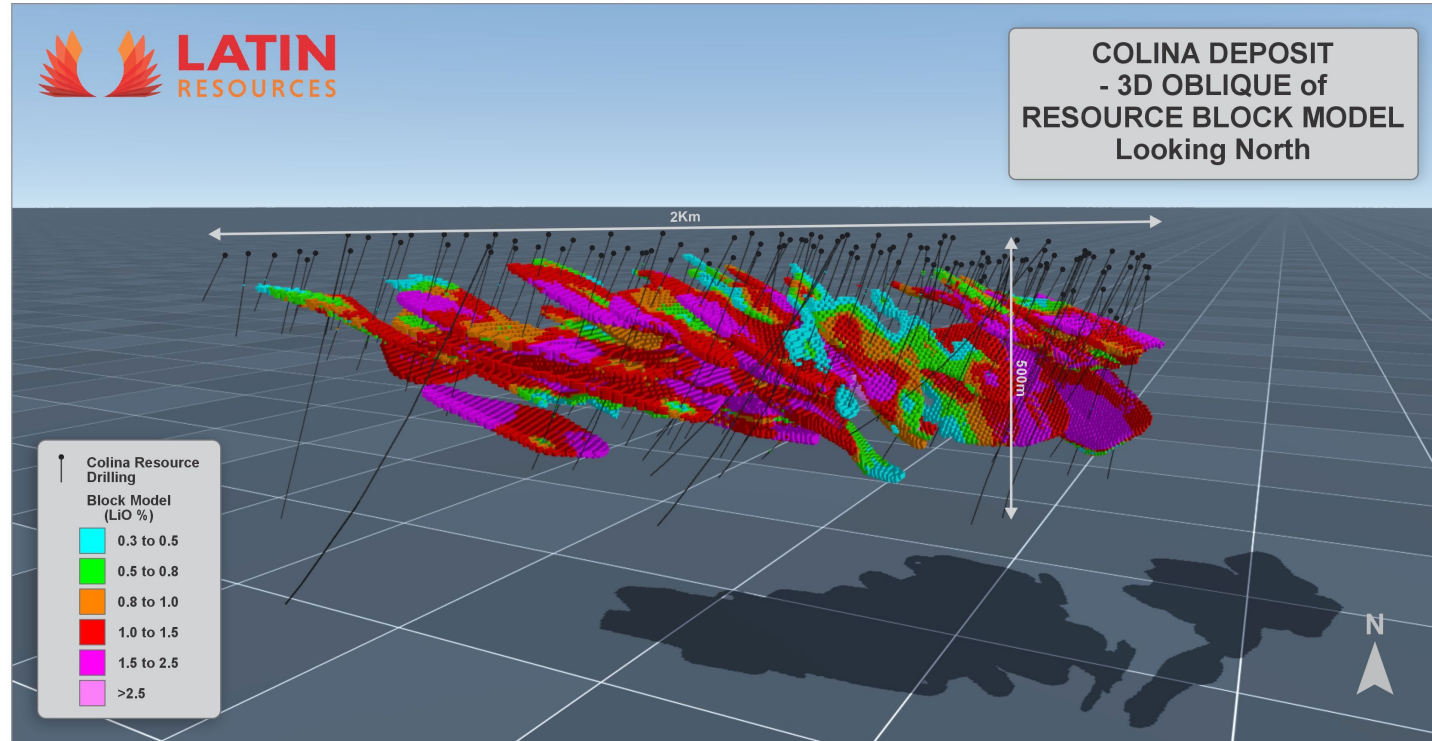 LATIN
RESOURCES
COLINA DEPOSIT
- 3D OBLIQUE of
RESOURCE BLOCK MODEL
Looking North
2Km
500m
Colina Resource
Drilling
Block Model
(LiO %)
0.3 to 0.5
0.5 to 0.8
0.8 to 1.0
1.0 to 1.5
1.5 to 2.5
>2.5
N